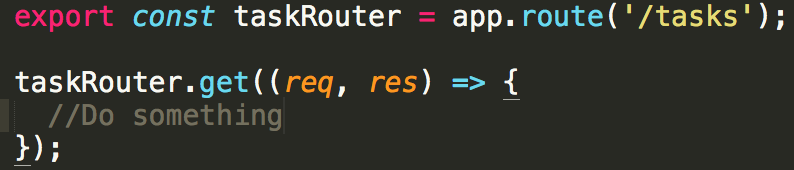 export const taskRouter = app.route('/tasks');
taskRouter.get((req, res) => {
//Do something
});